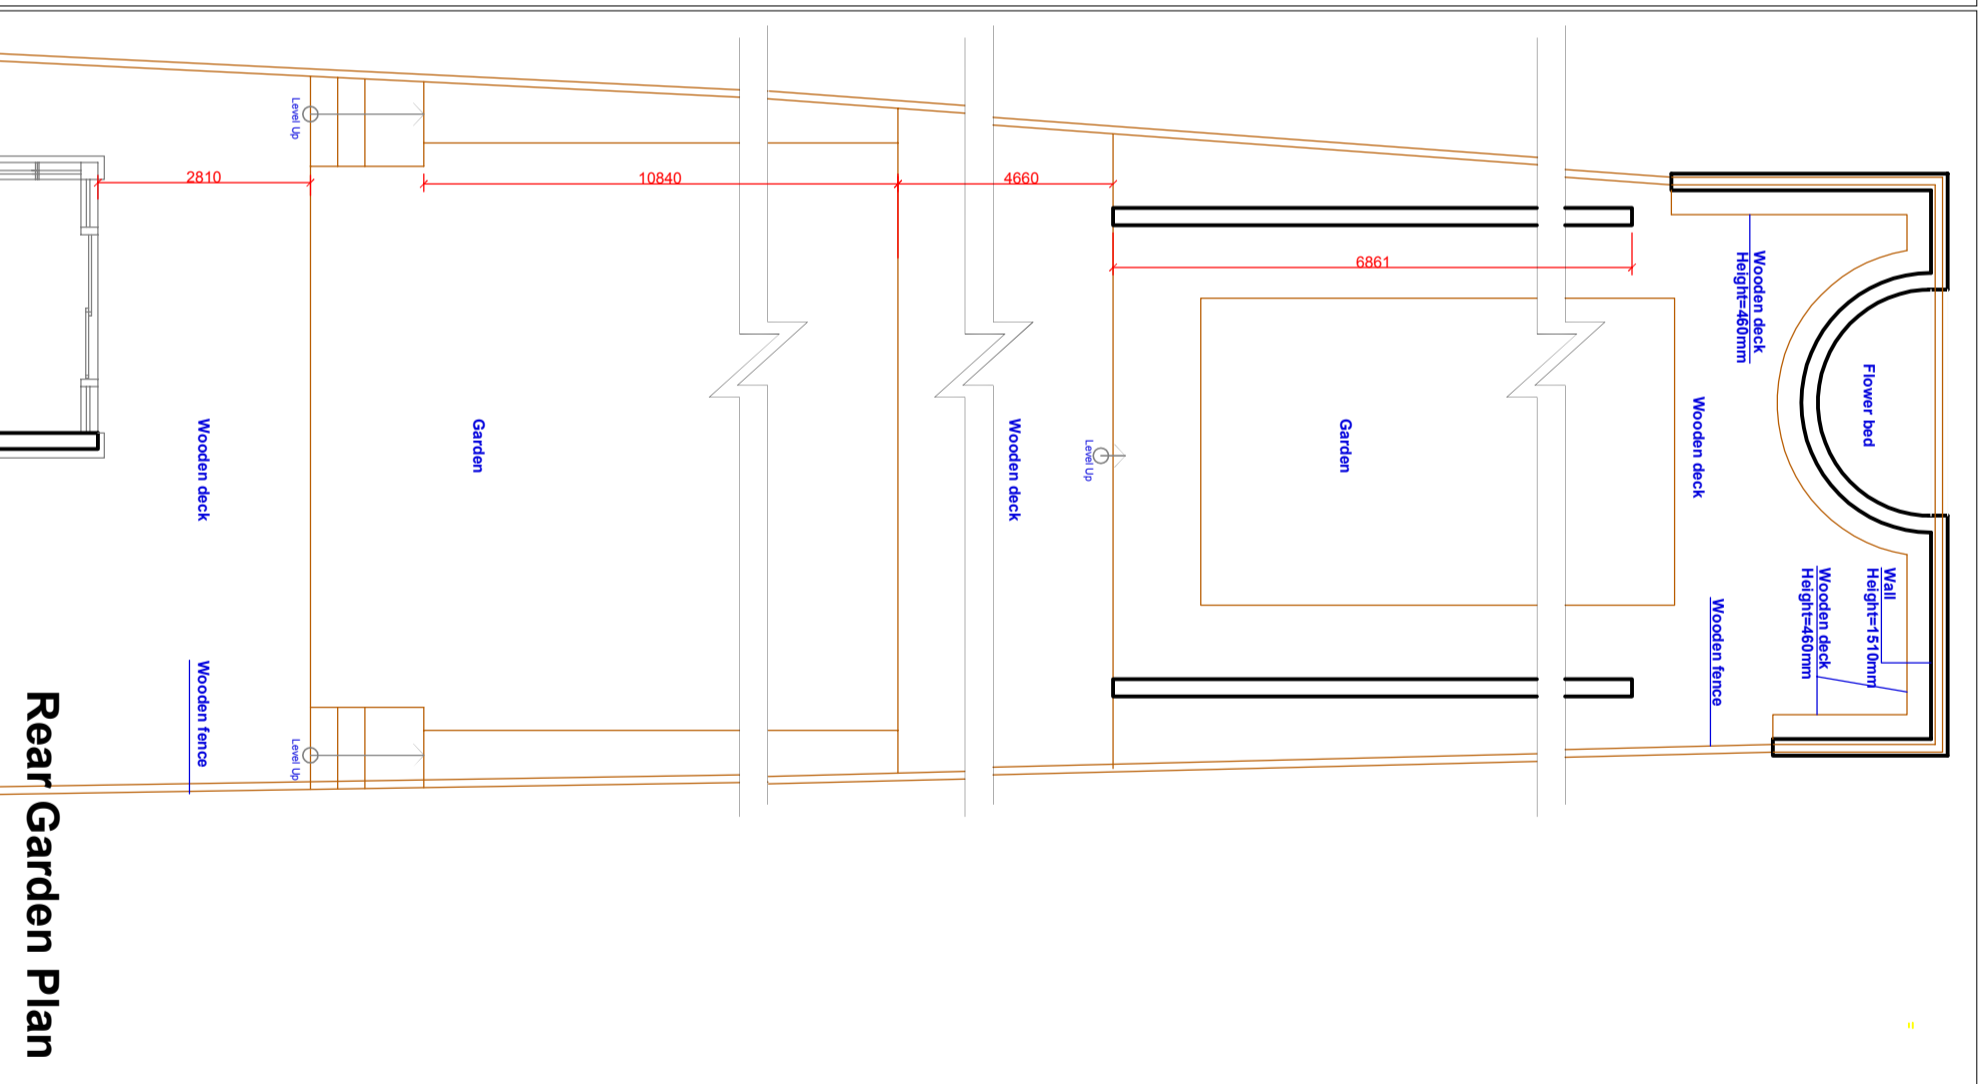 2810
10840
4660
6861
Level Up
Wooden deck
Height=460mm
Flower bed
Wooden deck
Garden
Wooden deck
Level Up
Garden
Wooden deck
Wall
Height=1510mm
Wooden deck
Height=460mm
Wooden fence
Wooden fence
Level Up
Rear Garden Plan
"